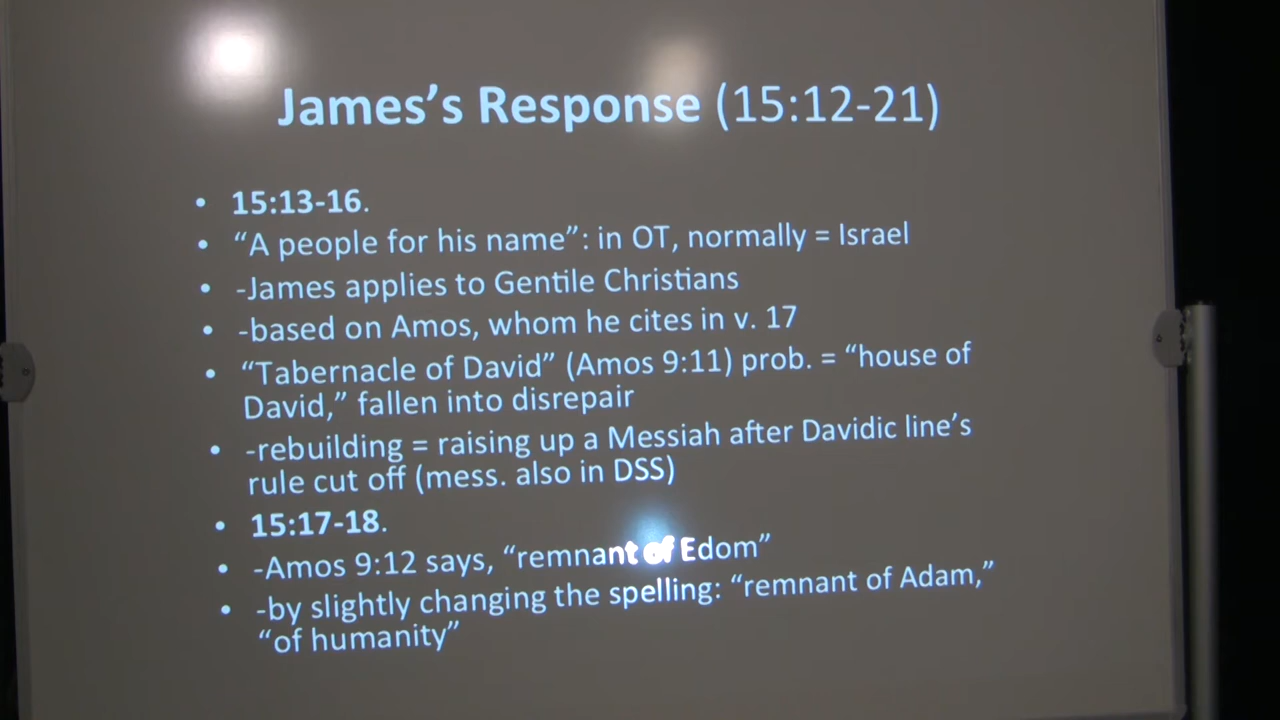 James’s Response (15:12-21)
• 15:13-16.
• “A people for his name”: in OT, normally = Israel
• -James applies to Gentile Christians
• -based on Amos, whom he cites in v. 17
• “Tabernacle of David” (Amos 9:11) prob. = “house of
David,” fallen into disrepair
• -rebuilding = raising up a Messiah after Davidic line’s
rule cut off (mess. also in DSS)
• 15:17-18.
• -Amos 9:12 says, “remnant of Edom”
• -by slightly changing the spelling: “remnant of Adam,”
“of humanity”